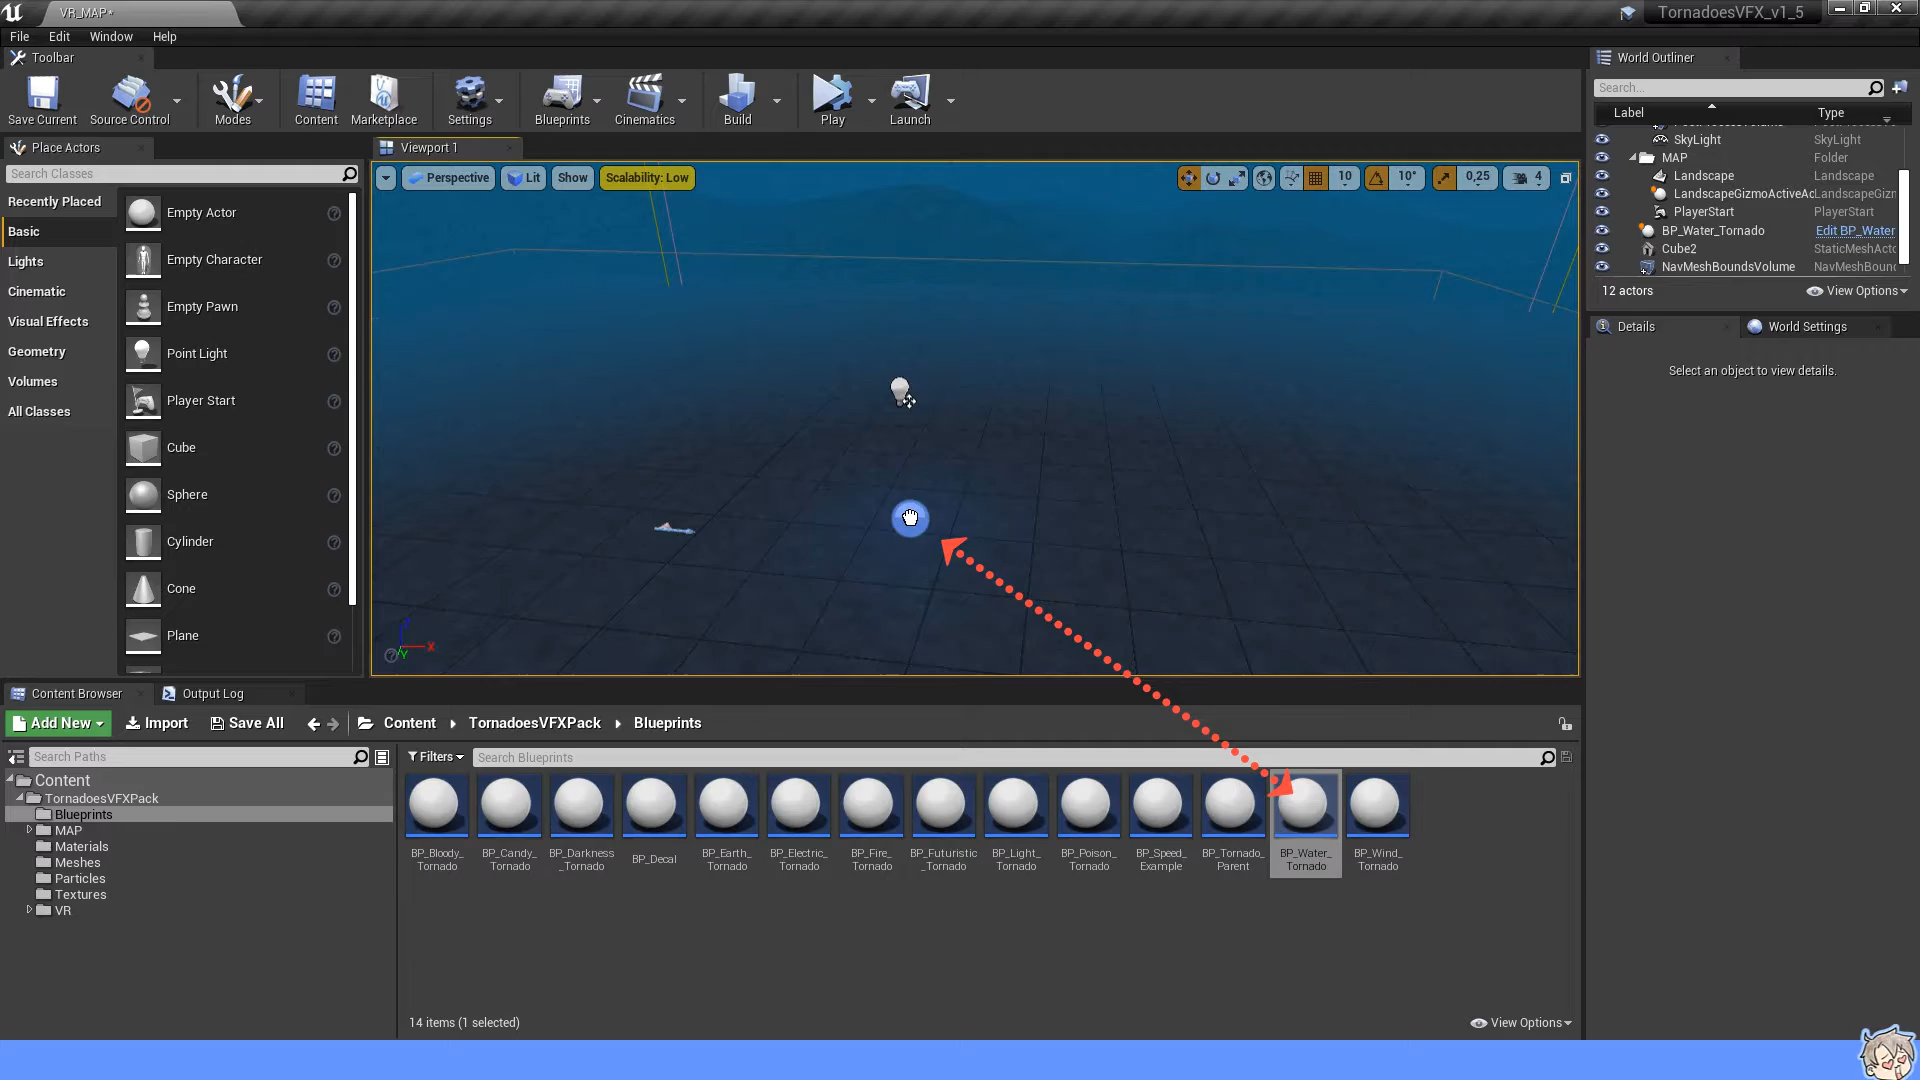 VR_MAP*
TornadoesVFX_v1_5
File Edit Window Help
Toolbar
Save Current
Source Control
Modes
Content
Marketplace
Settings
Blueprints
Cinematics
Build
Play
Launch
Place Actors
Search Classes
Recently Placed
Basic
Lights
Cinematic
Visual Effects
Geometry
Volumes
All Classes
Empty Actor
Empty Character
Empty Pawn
Point Light
Player Start
Cube
Sphere
Cylinder
Cone
Plane
Viewport 1
Perspective
Lit
Show
Scalability: Low
10
10°
0,25
4
X
Y
World Outliner
Search...
Label
Type
SkyLight SkyLight
MAP Folder
Landscape Landscape
LandscapeGizmoActiveAc LandscapeGizn
PlayerStart PlayerStart
BP_Water_Tornado Edit BP_Water
Cube2 StaticMeshActo
NavMeshBoundsVolume NavMeshBound
12 actors
View Options
Details
World Settings
Select an object to view details.
Content Browser
Output Log
Add New
Import
Save All
Content
TornadoesVFXPack
Blueprints
Search Paths
Filters
Search Blueprints
Content
TornadoesVFXPack
Blueprints
MAP
Materials
Meshes
Particles
Textures
VR
BP_Bloody_
Tornado
BP_Candy_
Tornado
BP_Darkness
_Tornado
BP_Decal
BP_Earth_
Tornado
BP_Electric_
Tornado
BP_Fire_
Tornado
BP_Futuristic
_Tornado
BP_Light_
Tornado
BP_Poison_
Tornado
BP_Speed_
Example
BP_Tornado_
Parent
BP_Water_
Tornado
BP_Wind_
Tornado
14 items (1 selected)
View Options